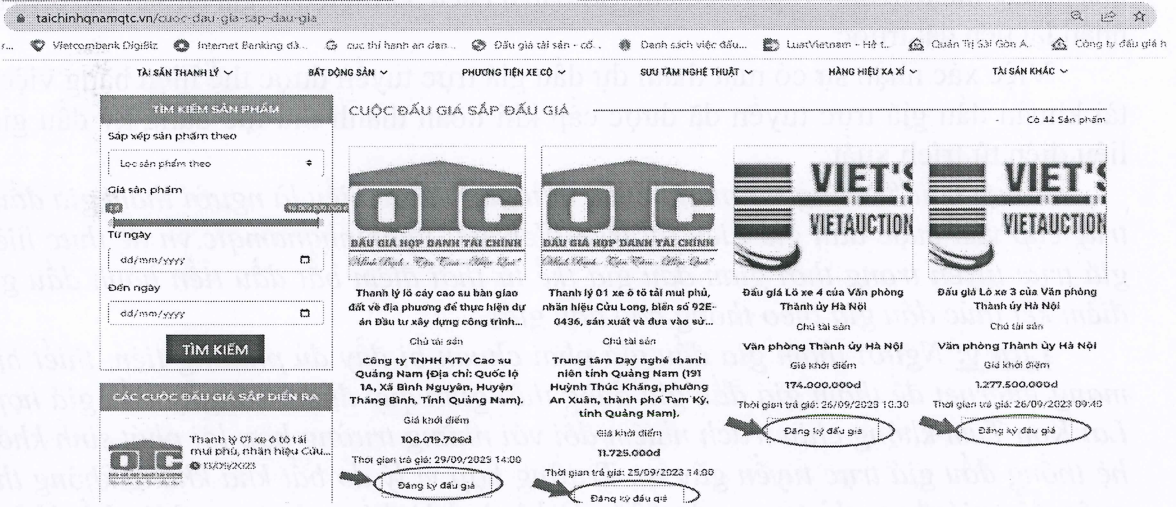 taichinhqnamqtc.vn/cuoc-dau-gia-sap-dau-gia
Vietcombank DigiBiz
Internet Banking dà...
cuc thi hanh an dan...
Đấu giá tài sản - cổ...
Danh sách việc đấu...
LuatVietnam - Hệ t...
Quản Trị Sài Gòn A...
Công ty đấu giá h
TÀI SẢN THANH LÝ
BẤT ĐỘNG SẢN
PHƯƠNG TIỆN XE CỘ
SƯU TẦM NGHỆ THUẬT
HÀNG HIỆU XA XỈ
TÀI SẢN KHÁC
TÌM KIẾM SẢN PHẨM
Sắp xếp sản phẩm theo
Lọc sản phẩm theo
Giá sản phẩm
Từ ngày
dd/mm/yyyy
Đến ngày
dd/mm/yyyy
TÌM KIẾM
CÁC CUỘC ĐẤU GIÁ SẮP DIỄN RA
Thanh lý 01 xe ô tô tải
mui phủ, nhãn hiệu Cửu...
13/09/2023
CUỘC ĐẤU GIÁ SẮP ĐẤU GIÁ
Có 44 Sản phẩm
ĐẤU GIÁ HỢP DANH TÀI CHÍNH
Thanh lý lô cây cao su bàn giao
đất về địa phương để thực hiện dự
án Đầu tư xây dựng công trình...
Chủ tài sản
Công ty TNHH MTV Cao su
Quảng Nam (Địa chỉ: Quốc lộ
1A, Xã Bình Nguyên, Huyện
Thăng Bình, Tỉnh Quảng Nam).
Giá khởi điểm
108.019.706đ
Thời gian trả giá: 29/09/2023 14:00
Đăng ký đấu giá
ĐẤU GIÁ HỢP DANH TÀI CHÍNH
Thanh lý 01 xe ô tô tải mui phủ,
nhãn hiệu Cửu Long, biển số 92E-
0436, sản xuất và đưa vào sử...
Chủ tài sản
Trung tâm Dạy nghề thanh
niên tỉnh Quảng Nam (191
Huỳnh Thúc Kháng, phường
An Xuân, thành phố Tam Kỳ,
tỉnh Quảng Nam).
Giá khởi điểm
11.725.000đ
Thời gian trả giá: 25/09/2023 14:00
Đăng ký đấu giá
VIET'S
VIETAUCTION
Đấu giá Lô xe 4 của Văn phòng
Thành ủy Hà Nội
Chủ tài sản
Văn phòng Thành ủy Hà Nội
Giá khởi điểm
174.000.000đ
Thời gian trả giá: 26/09/2023 10:30
Đăng ký đấu giá
VIET'S
VIETAUCTION
Đấu giá Lô xe 3 của Văn phòng
Thành ủy Hà Nội
Chủ tài sản
Văn phòng Thành ủy Hà Nội
Giá khởi điểm
1.277.500.000đ
Thời gian trả giá: 26/09/2023 09:40
Đăng ký đấu giá